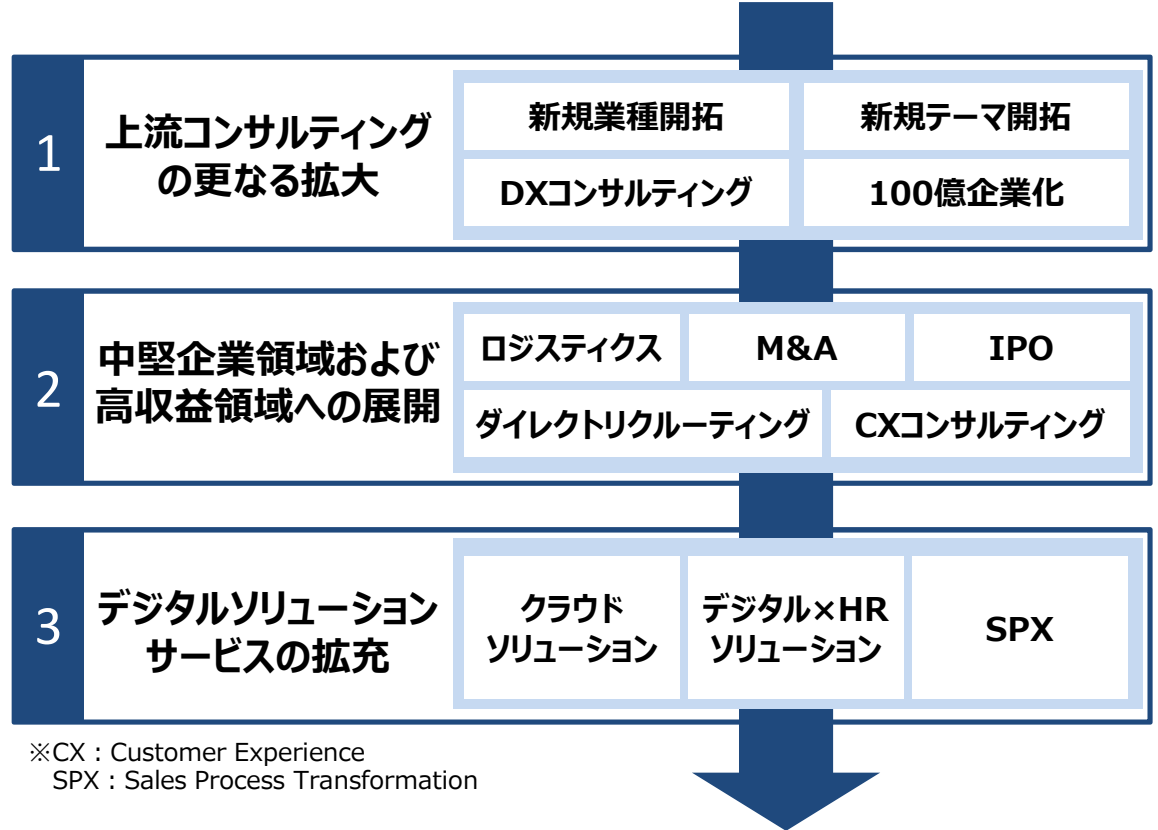 1
上流コンサルティング
の更なる拡大
新規業種開拓
新規テーマ開拓
DXコンサルティング
100億企業化
2
中堅企業領域および
高収益領域への展開
ロジスティクス
M&A
IPO
ダイレクトリクルーティング
CXコンサルティング
3
デジタルソリューション
サービスの拡充
クラウド
ソリューション
デジタル×HR
ソリューション
SPX
※CX：Customer Experience
SPX：Sales Process Transformation